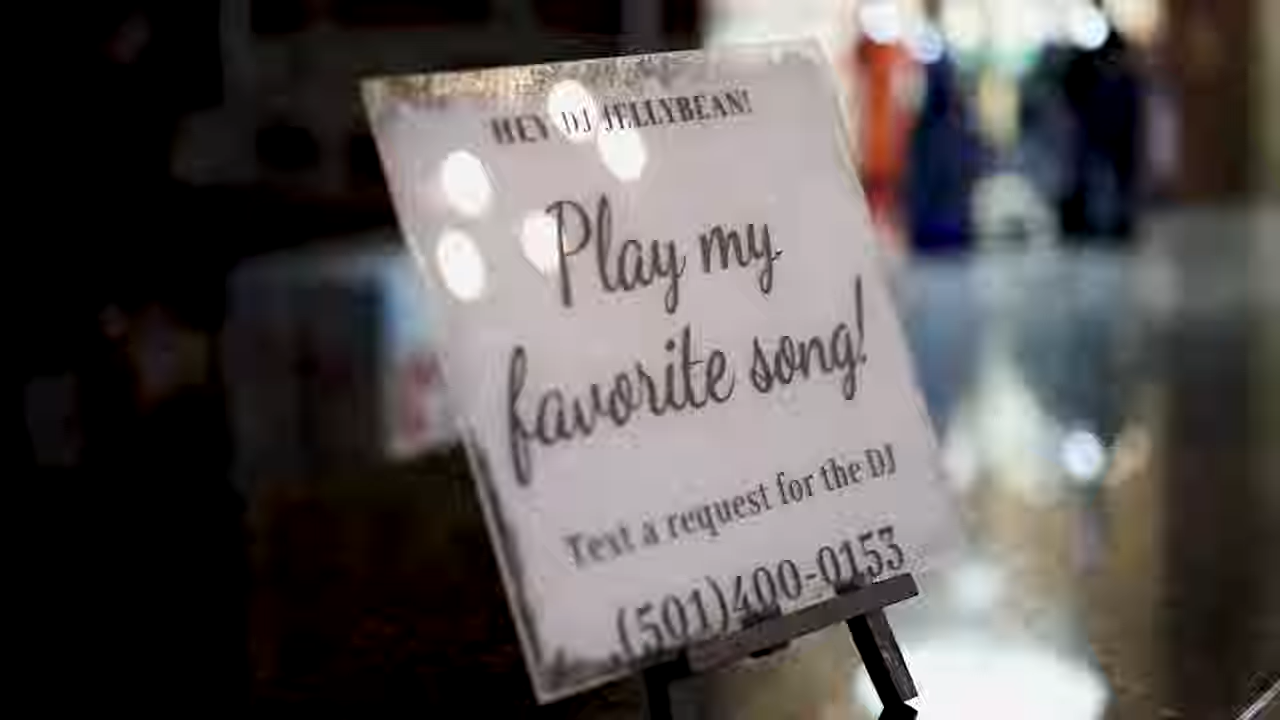 HEY DJ JELLYBEAN!
Play my
favorite song!
Text a request for the DJ
(501)400-0153